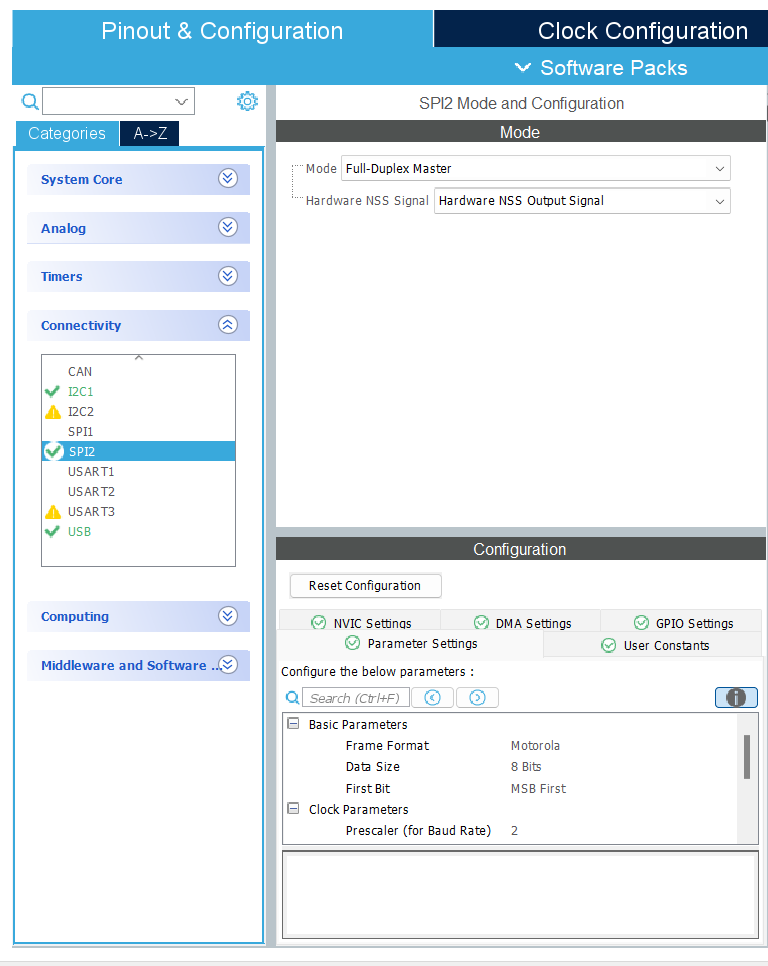 Pinout & Configuration
Clock Configuration
Software Packs
Categories
A->Z
System Core
Analog
Timers
Connectivity
CAN
I2C1
I2C2
SPI1
SPI2
USART1
USART2
USART3
USB
Computing
Middleware and Software ...
SPI2 Mode and Configuration
Mode
Mode Full-Duplex Master
Hardware NSS Signal Hardware NSS Output Signal
Configuration
Reset Configuration
NVIC Settings
DMA Settings
GPIO Settings
Parameter Settings
User Constants
Configure the below parameters :
Search (Ctrl+F)
Basic Parameters
Frame Format Motorola
Data Size 8 Bits
First Bit MSB First
Clock Parameters
Prescaler (for Baud Rate) 2